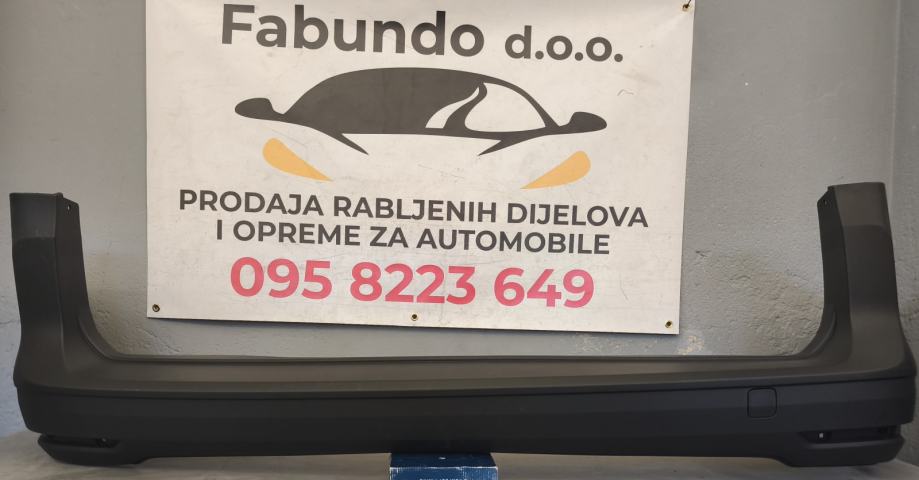 Fabundo d.o.o.
PRODAJA RABLJENIH DIJELOVA
I OPREME ZA AUTOMOBILE
095 8223 649